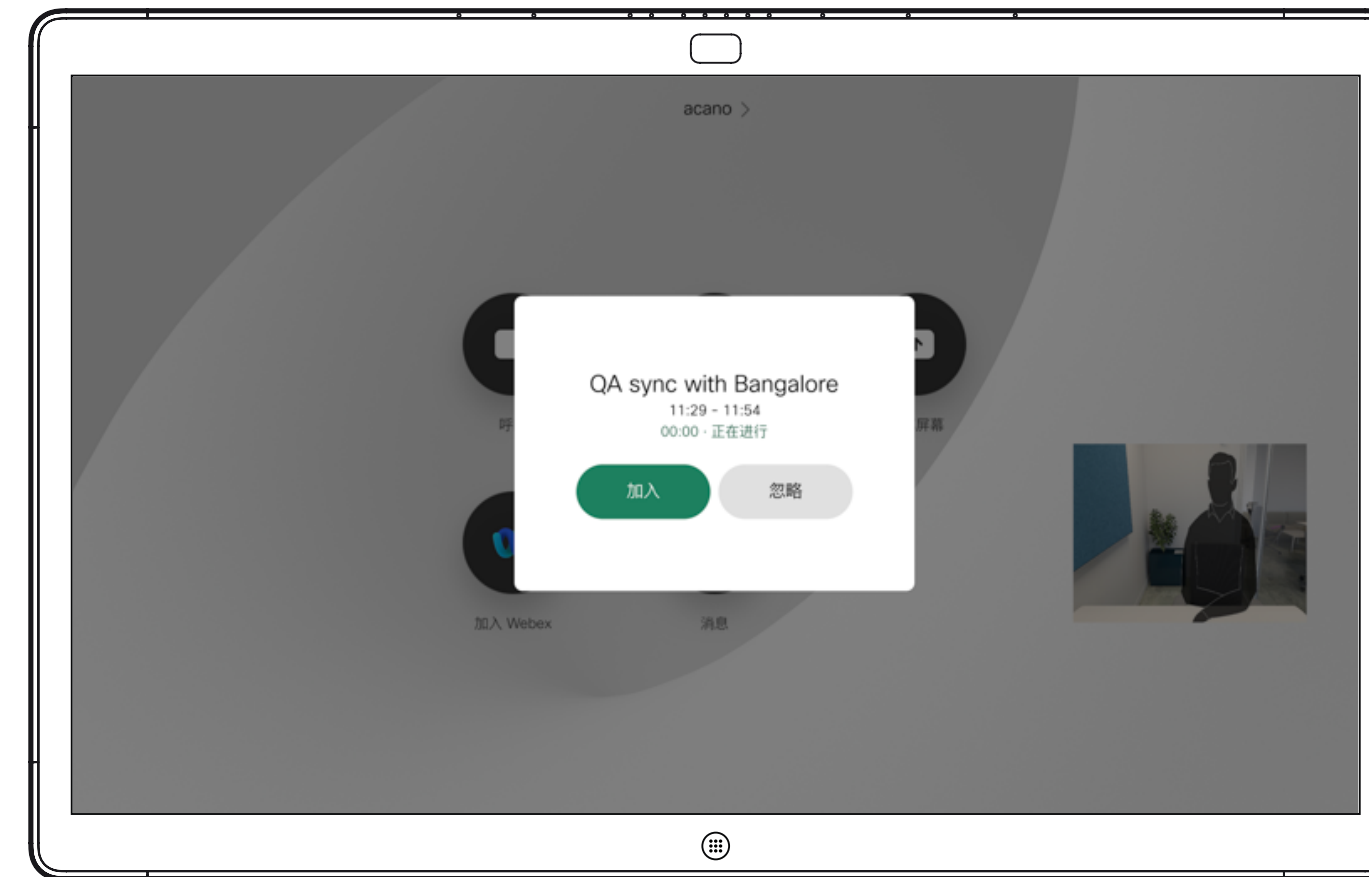 acano
QA sync with Bangalore
11:29 - 11:54
00:00 · 正在进行
呼
屏幕
加入
忽略
加入 Webex
消息